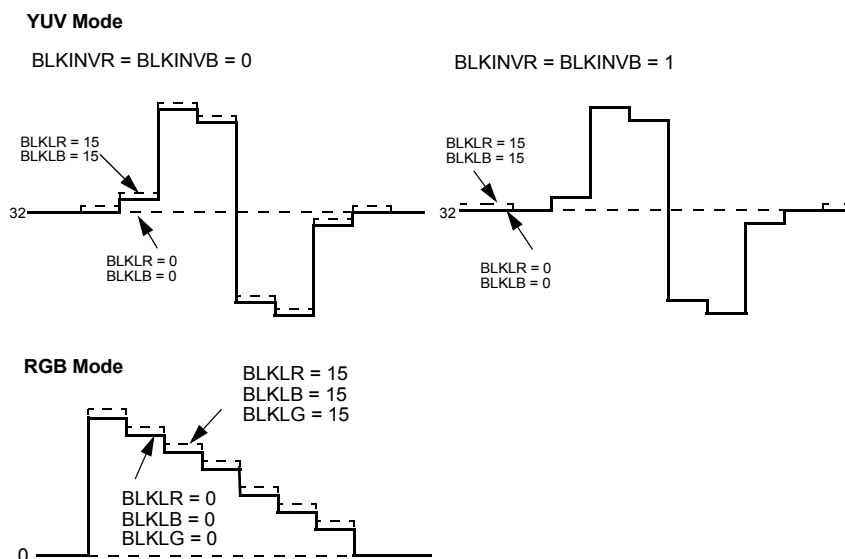 YUV Mode
BLKINVR = BLKINVB = 0
BLKLR = 15
BLKLB = 15
32
BLKLR = 0
BLKLB = 0
BLKINVR = BLKINVB = 1
BLKLR = 15
BLKLB = 15
32
BLKLR = 0
BLKLB = 0
RGB Mode
BLKLR = 15
BLKLB = 15
BLKLG = 15
BLKLR = 0
BLKLB = 0
BLKLG = 0
0